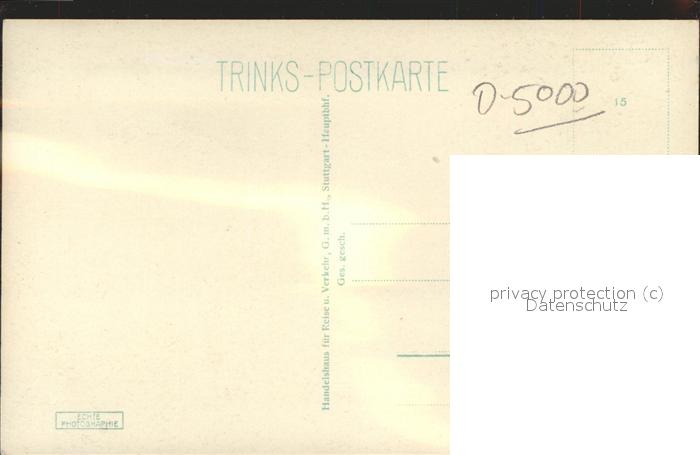 TRINKS-POSTKARTE
D-5000
15
Handelshaus für Reise u. Verkehr, G. m. b. H., Stuttgart-Hauptbhf.
Ges. gesch.
privacy protection (c)
Datenschutz
ECHTE
PHOTOGRAPHIE